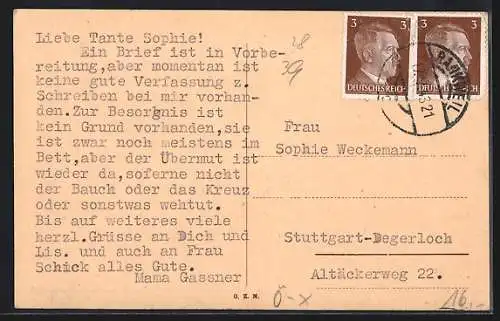 Liebe Tante Sophie!
Ein Brief ist in Vorbe-
reitung,aber momentan ist
keine gute Verfassung z.
Schreiben bei mir vorhan-
den.Zur Besorgnis ist
kein Grund vorhanden,sie
ist zwar noch meistens im
Bett,aber der Übermut ist
wieder da,soferne nicht
der Bauch oder das Kreuz
oder sonstwas wehtut.
Bis auf weiteres viele
herzl.Grüsse an Dich und
Lis. und auch an Frau
Schick alles Gute.
Mama Gassner
28
39
3
DEUTSCHES REICH
3
Frau
Sophie Weckemann
Stuttgart-Degerloch
Altäckerweg 22.
O. K. N.
Ö-X
16,-